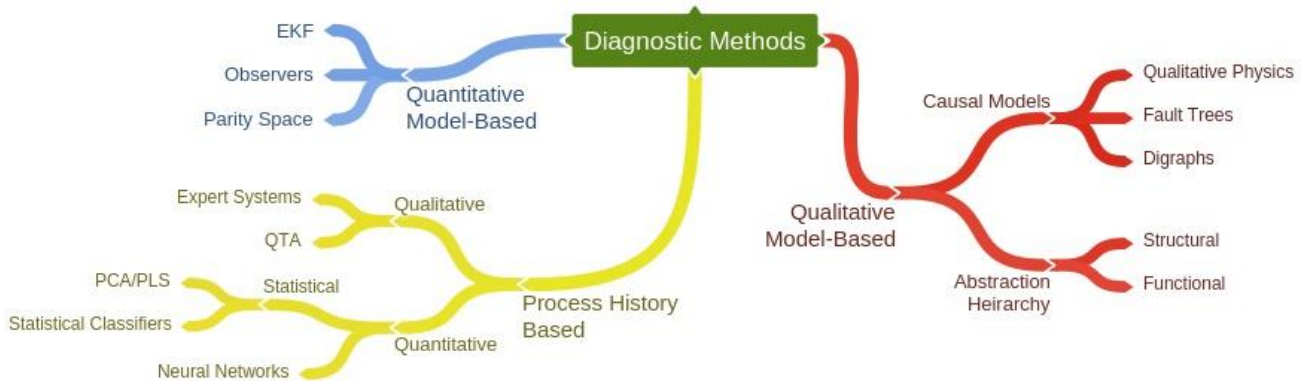 Diagnostic Methods
EKF
Observers
Parity Space
Quantitative
Model-Based
Expert Systems
QTA
Qualitative
PCA/PLS
Statistical Classifiers
Statistical
Neural Networks
Quantitative
Process History
Based
Qualitative
Model-Based
Causal Models
Qualitative Physics
Fault Trees
Digraphs
Abstraction
Heirarchy
Structural
Functional